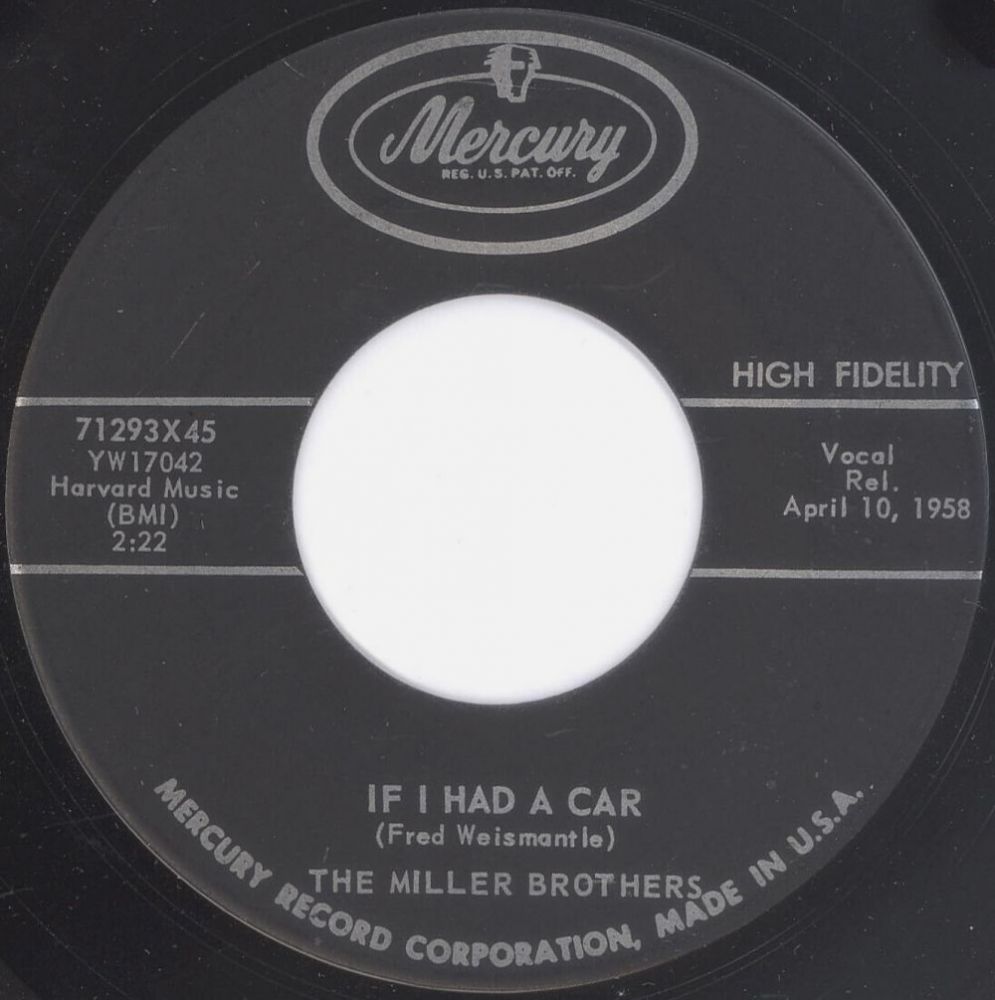 Mercury
REG. U.S. PAT. OFF.
HIGH FIDELITY
71293X45
YW17042
Harvard Music
(BMI)
2:22
Vocal
Rel.
April 10, 1958
IF I HAD A CAR
(Fred Weismantle)
THE MILLER BROTHERS
MERCURY RECORD CORPORATION, MADE IN U.S.A.